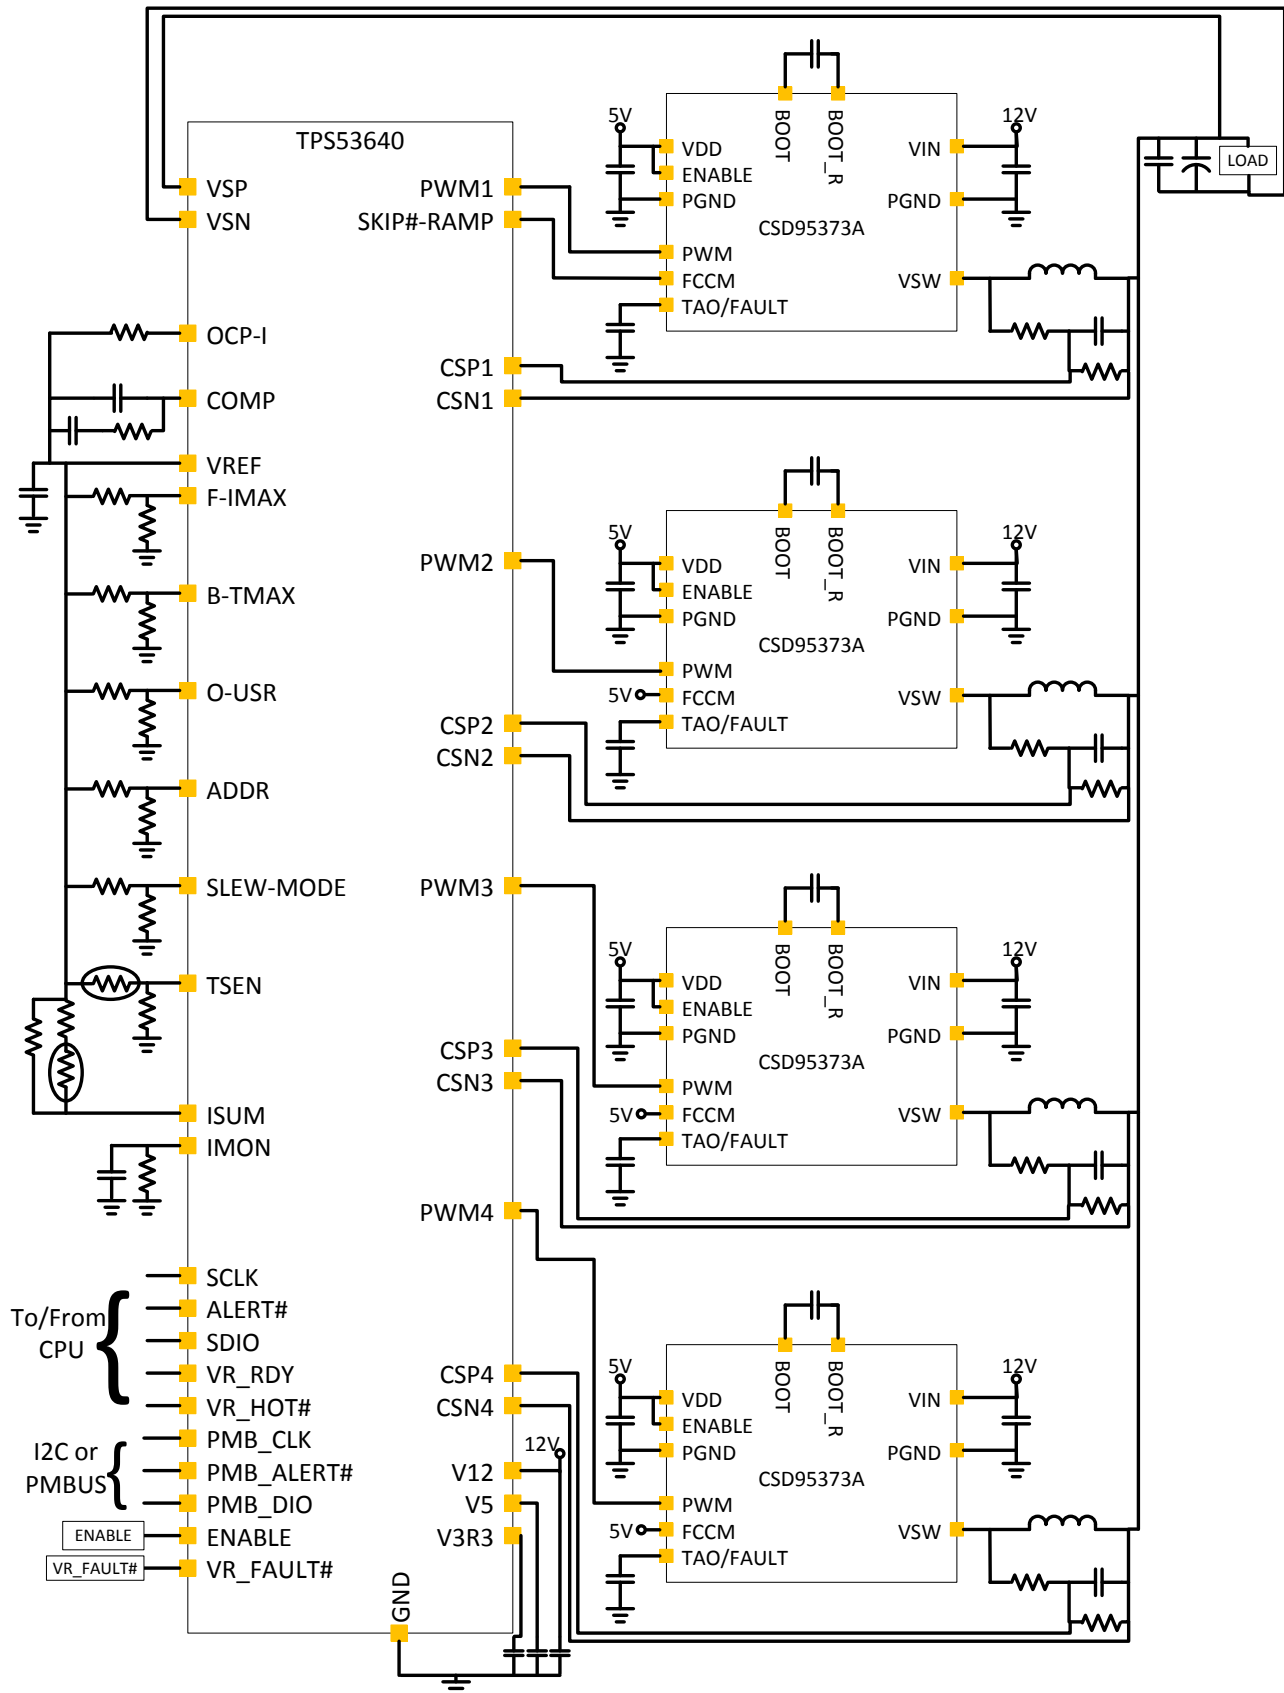 TPS53640
VSP
VSN
OCP-I
COMP
VREF
F-IMAX
B-TMAX
O-USR
ADDR
SLEW-MODE
TSEN
ISUM
IMON
SCLK
ALERT#
SDIO
VR_RDY
VR_HOT#
PMB_CLK
PMB_ALERT#
PMB_DIO
ENABLE
VR_FAULT#
To/From
CPU
I2C or
PMBUS
ENABLE
VR_FAULT#
PWM1
SKIP#-RAMP
CSP1
CSN1
PWM2
CSP2
CSN2
PWM3
CSP3
CSN3
PWM4
CSP4
CSN4
12V
V12
V5
V3R3
GND
5V
VDD
ENABLE
PGND
PWM
FCCM
TAO/FAULT
BOOT
BOOT_R
CSD95373A
12V
VIN
PGND
VSW
LOAD
5V
VDD
ENABLE
PGND
PWM
5V
FCCM
TAO/FAULT
BOOT
BOOT_R
CSD95373A
12V
VIN
PGND
VSW
5V
VDD
ENABLE
PGND
PWM
5V
FCCM
TAO/FAULT
BOOT
BOOT_R
CSD95373A
12V
VIN
PGND
VSW
5V
VDD
ENABLE
PGND
PWM
5V
FCCM
TAO/FAULT
BOOT
BOOT_R
CSD95373A
12V
VIN
PGND
VSW